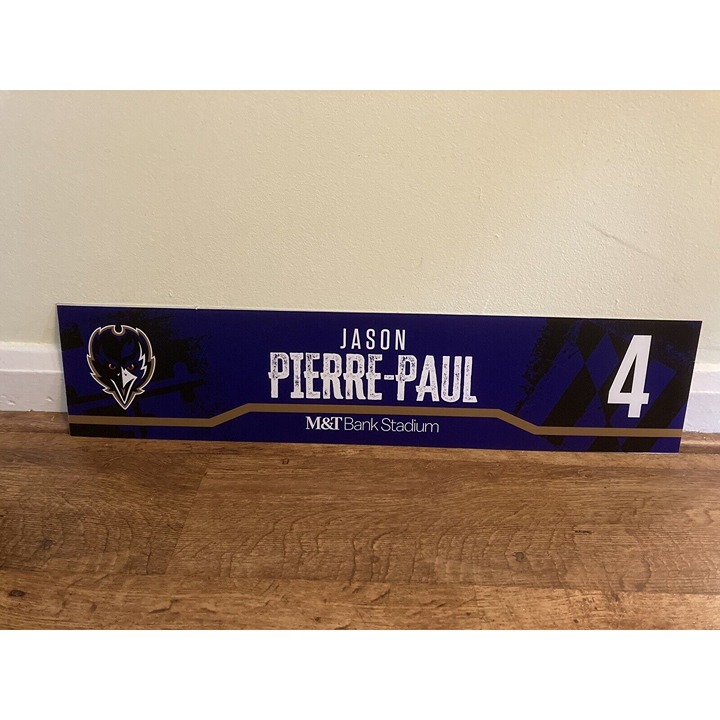 JASON
PIERRE-PAUL
4
M&T Bank Stadium